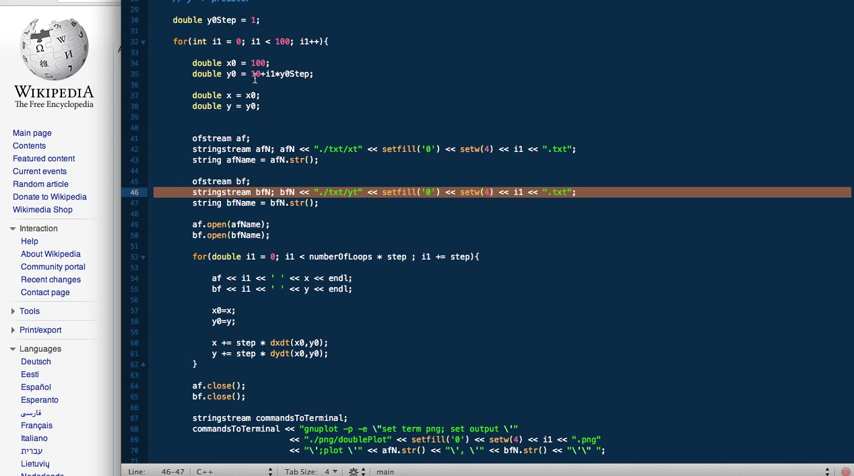 WIKIPEDIA
The Free Encyclopedia
Main page
Contents
Featured content
Current events
Random article
Donate to Wikipedia
Wikimedia Shop
Interaction
Help
About Wikipedia
Community portal
Recent changes
Contact page
Tools
Print/export
Languages
Deutsch
Eesti
Español
Esperanto
فارسی
Français
Italiano
עברית
Lietuvių
29
30 double y0Step = 1;
31
32 for(int i1 = 0; i1 < 100; i1++){
33
34 double x0 = 100;
35 double y0 = 10+i1*y0Step;
36
37 double x = x0;
38 double y = y0;
39
40
41 ofstream af;
42 stringstream afN; afN << "./txt/xt" << setfill('0') << setw(4) << i1 << ".txt";
43 string afName = afN.str();
44
45 ofstream bf;
46 stringstream bfN; bfN << "./txt/yt" << setfill('0') << setw(4) << i1 << ".txt";
47 string bfName = bfN.str();
48
49 af.open(afName);
50 bf.open(bfName);
51
52 for(double i1 = 0; i1 < numberOfLoops * step ; i1 += step){
53
54 af << i1 << ' ' << x << endl;
55 bf << i1 << ' ' << y << endl;
56
57 x0=x;
58 y0=y;
59
60 x += step * dxdt(x0,y0);
61 y += step * dydt(x0,y0);
62 }
63
64 af.close();
65 bf.close();
66
67 stringstream commandsToTerminal;
68 commandsToTerminal << "gnuplot -p -e \"set term png; set output \'"
69 << "./png/doublePlot" << setfill('0') << setw(4) << i1 << ".png"
70 << "\';plot \'" << afN.str() << "\', \'" << bfN.str() << "\'\" ";
Line: 46-47 C++ Tab Size: 4 main